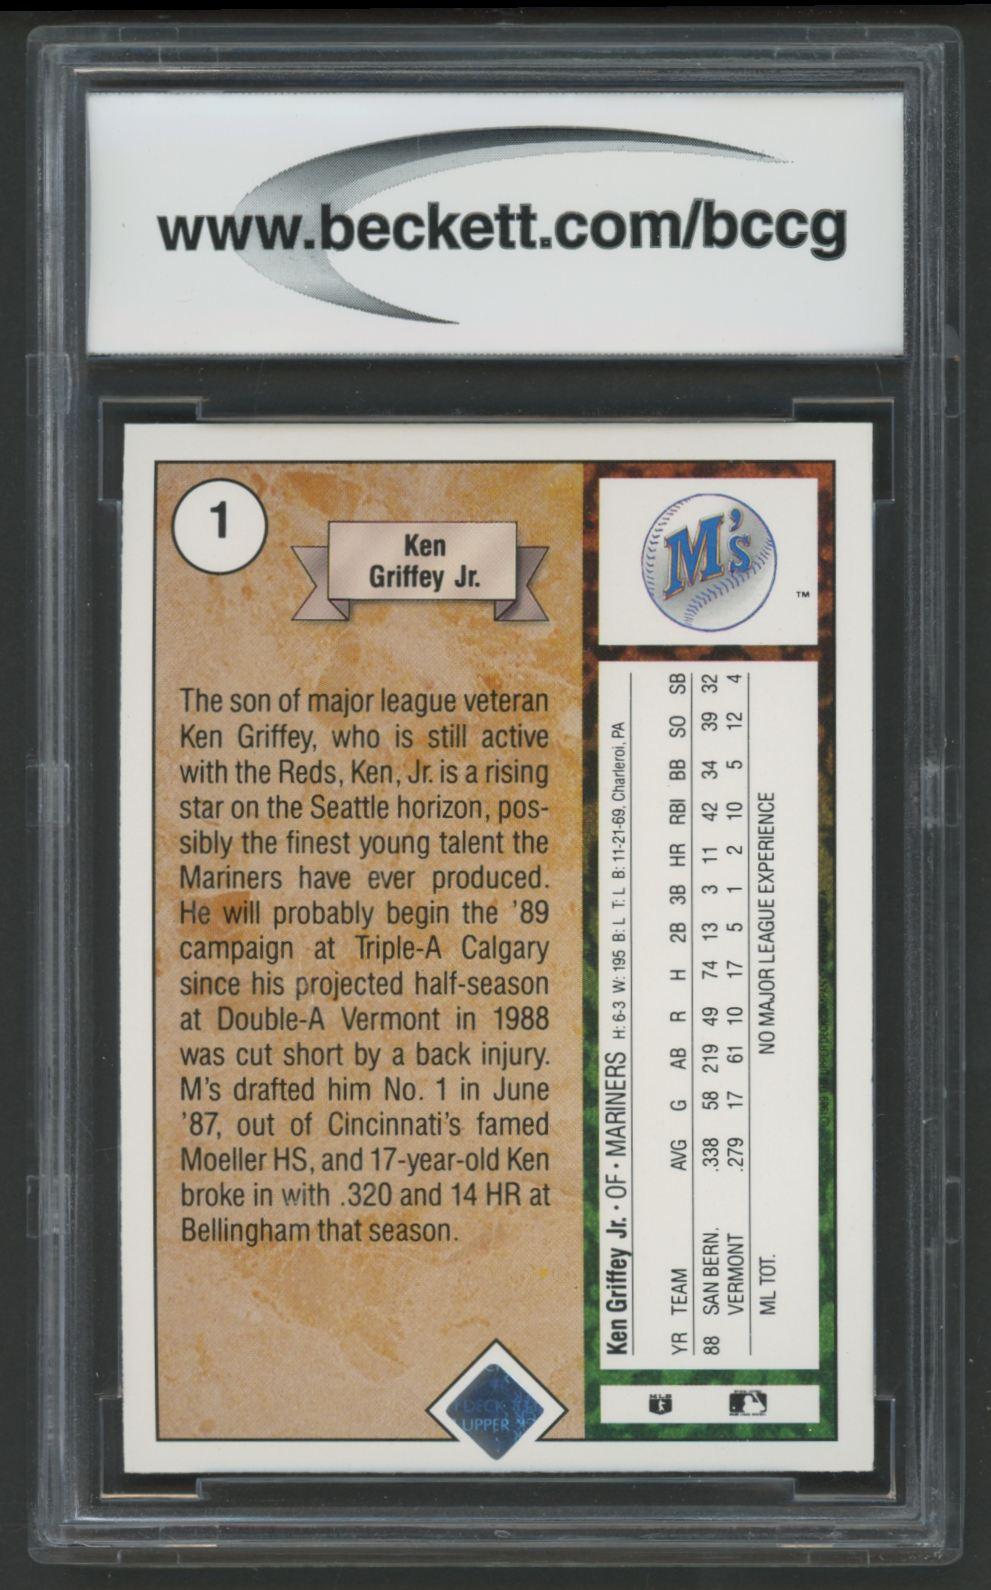 www.beckett.com/bccg
1
Ken
Griffey Jr.
M's
TM
The son of major league veteran
Ken Griffey, who is still active
with the Reds, Ken, Jr. is a rising
star on the Seattle horizon, pos-
sibly the finest young talent the
Mariners have ever produced.
He will probably begin the '89
campaign at Triple-A Calgary
since his projected half-season
at Double-A Vermont in 1988
was cut short by a back injury.
M's drafted him No. 1 in June
'87, out of Cincinnati's famed
Moeller HS, and 17-year-old Ken
broke in with .320 and 14 HR at
Bellingham that season.
Ken Griffey Jr. • OF • MARINERS H: 6-3 W: 195 B: L T: L B: 11-21-69, Charleroi, PA
YR TEAM AVG G AB R H 2B 3B HR RBI BB SO SB
88 SAN BERN. .338 58 219 49 74 13 3 11 42 34 39 32
VERMONT .279 17 61 10 17 5 1 2 10 5 12 4
ML TOT. NO MAJOR LEAGUE EXPERIENCE
DECK
UPPER